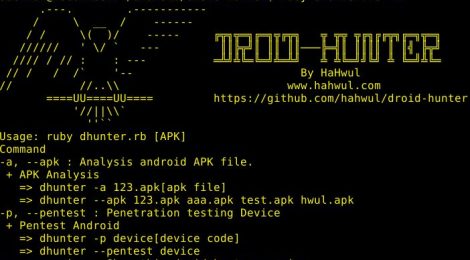 DROID-HUNTER
By HaHwul
www.hahwul.com
https://github.com/hahwul/droid-hunter
Usage: ruby dhunter.rb [APK]
Command
-a, --apk : Analysis android APK file.
+ APK Analysis
=> dhunter -a 123.apk[apk file]
=> dhunter --apk 123.apk aaa.apk test.apk hwul.apk
-p, --pentest : Penetration testing Device
+ Pentest Android
=> dhunter -p device[device code]
=> dhunter --pentest device